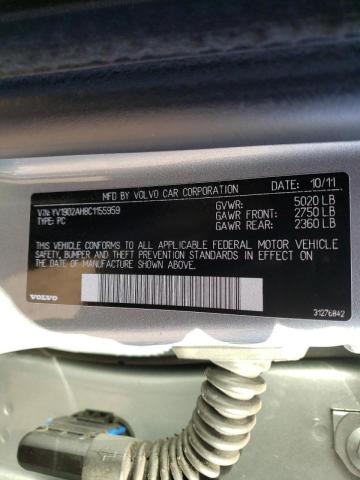 MFD BY VOLVO CAR CORPORATION DATE: 10/11
VIN: YV1902AH8C1155959 GVWR: 5020 LB
TYPE: PC GAWR FRONT: 2750 LB
GAWR REAR: 2360 LB
THIS VEHICLE CONFORMS TO ALL APPLICABLE FEDERAL MOTOR VEHICLE
SAFETY, BUMPER AND THEFT PREVENTION STANDARDS IN EFFECT ON
THE DATE OF MANUFACTURE SHOWN ABOVE.
VOLVO 31276842